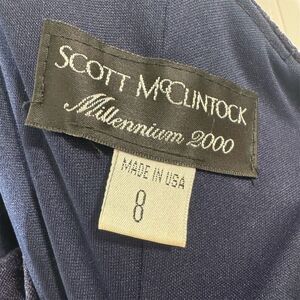 SCOTT McCLINTOCK
Millennium 2000
MADE IN USA
8